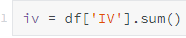 1 iv = df['IV'].sum()